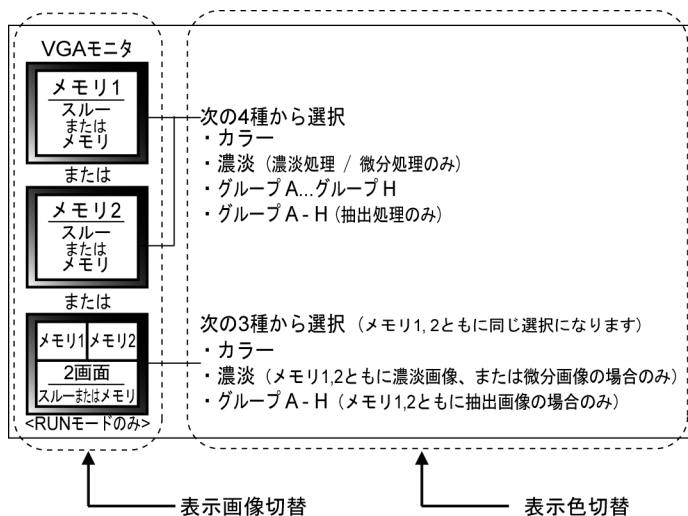 VGAモニタ
メモリ1
スルー
または
メモリ
または
メモリ2
スルー
または
メモリ
または
メモリ1 メモリ2
2画面
スルーまたはメモリ
<RUNモードのみ>
次の4種から選択
・カラー
・濃淡（濃淡処理 / 微分処理のみ）
・グループ A...グループ H
・グループ A - H（抽出処理のみ）
次の3種から選択（メモリ1, 2ともに同じ選択になります）
・カラー
・濃淡（メモリ1,2ともに濃淡画像、または微分画像の場合のみ）
・グループ A - H（メモリ1,2ともに抽出画像の場合のみ）
表示画像切替
表示色切替